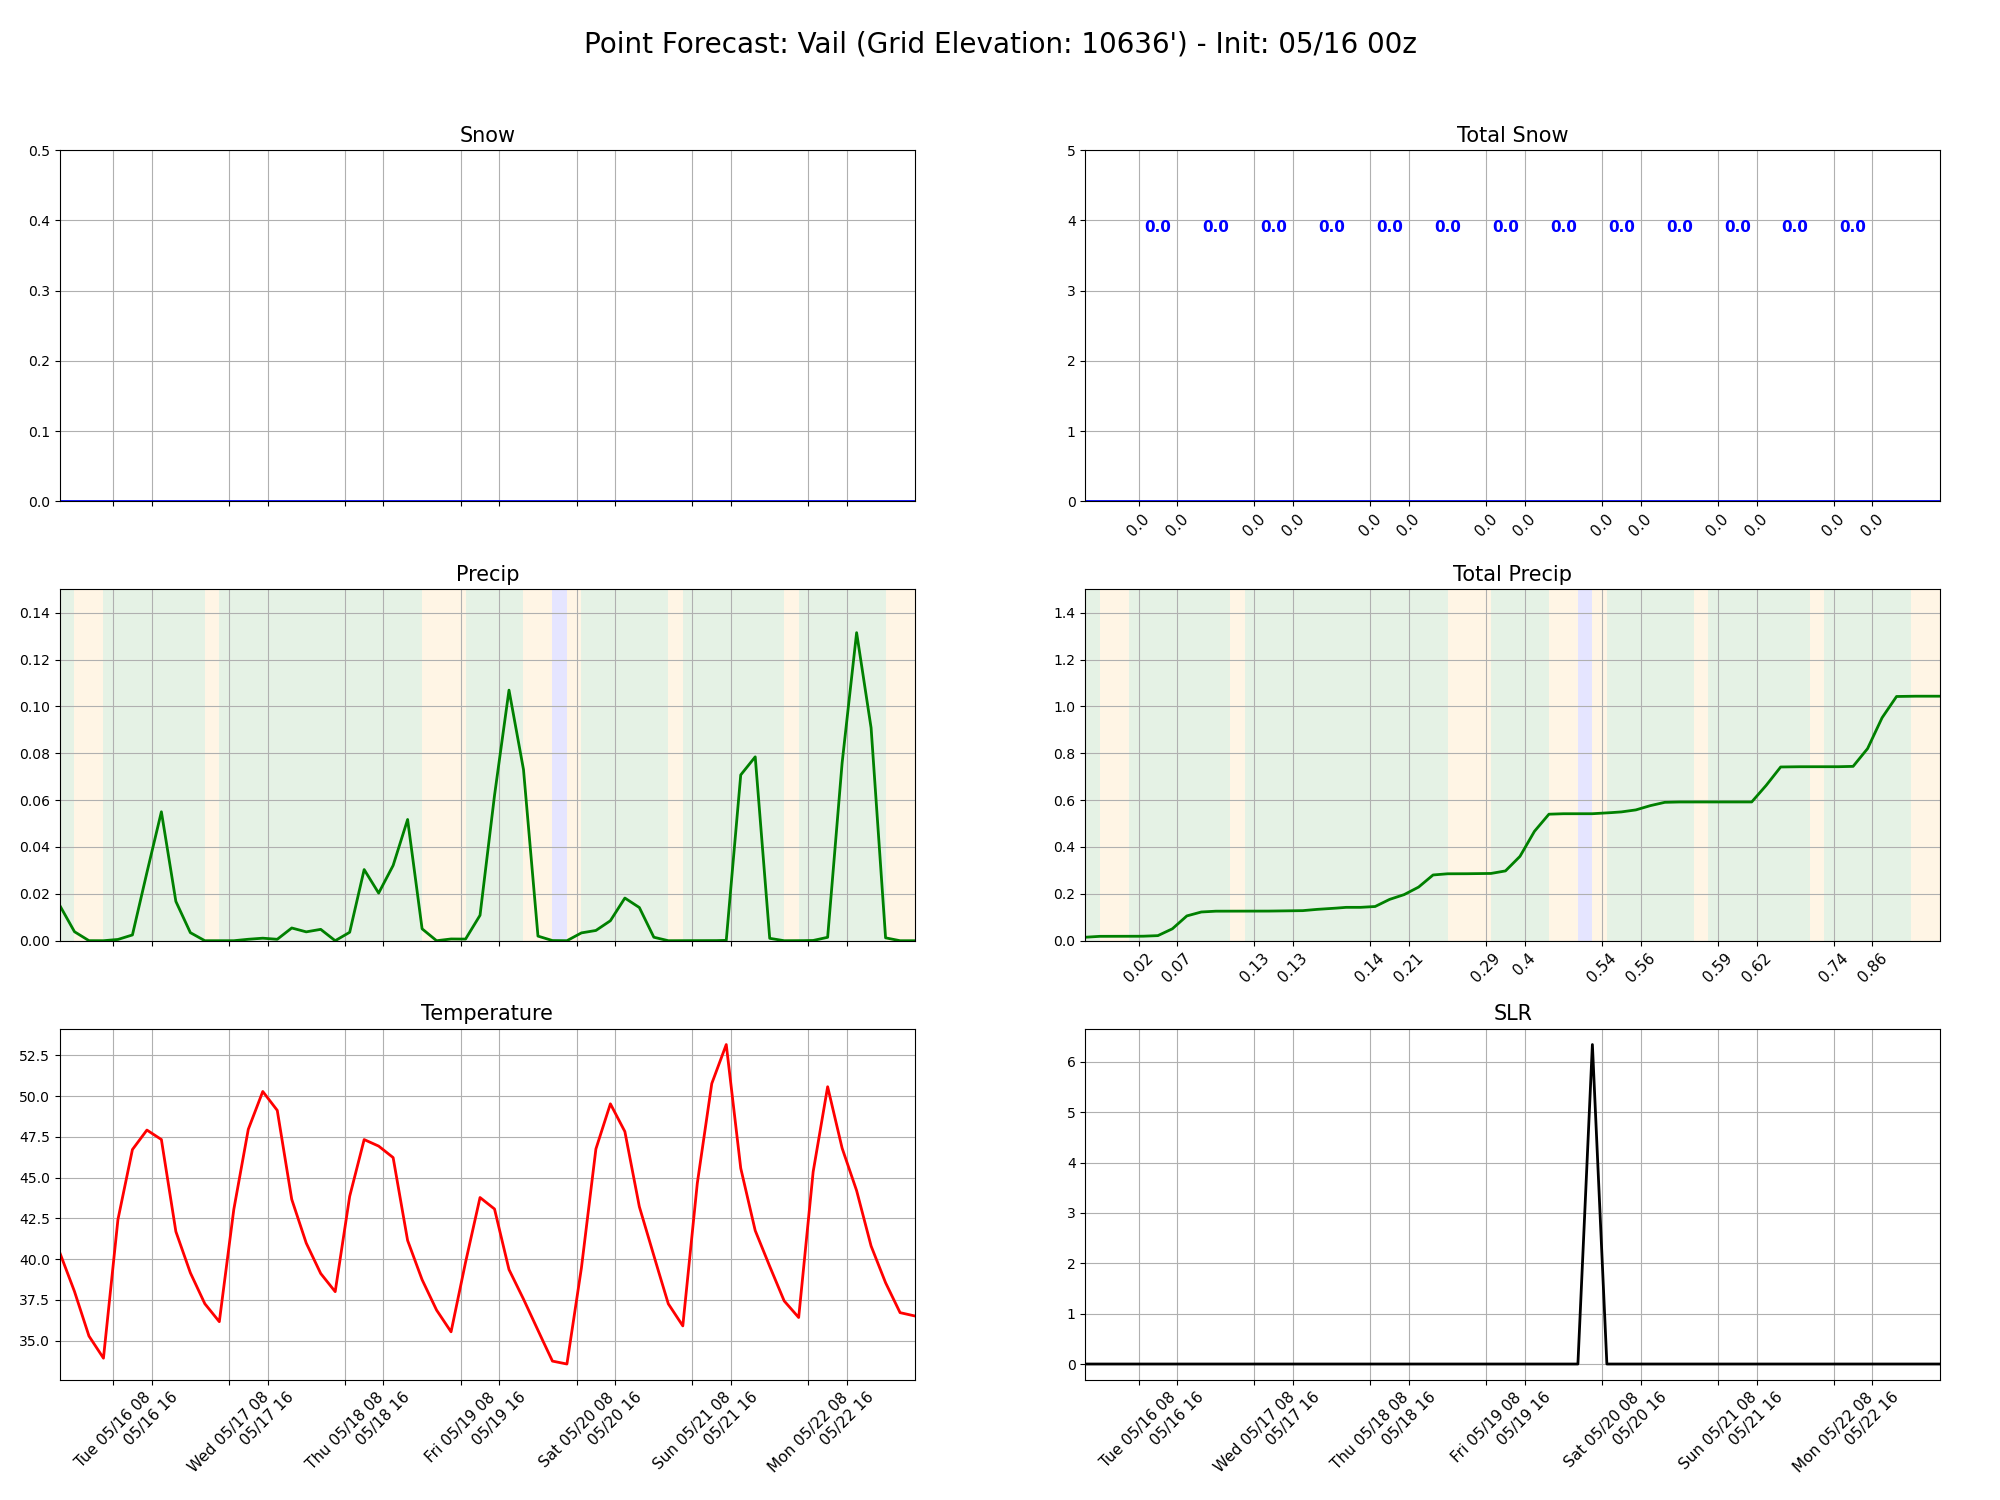 Point Forecast: Vail (Grid Elevation: 10636') - Init: 05/16 00z
Snow
0.5
0.4
0.3
0.2
0.1
0.0
Total Snow
5
4
3
2
1
0
0.0 0.0 0.0 0.0 0.0 0.0 0.0 0.0 0.0 0.0 0.0 0.0 0.0
0.0 0.0 0.0 0.0 0.0 0.0 0.0 0.0 0.0 0.0 0.0 0.0 0.0 0.0
Precip
0.14
0.12
0.10
0.08
0.06
0.04
0.02
0.00
Total Precip
1.4
1.2
1.0
0.8
0.6
0.4
0.2
0.0
0.02 0.07 0.13 0.13 0.14 0.21 0.29 0.4 0.54 0.56 0.59 0.62 0.74 0.86
Temperature
52.5
50.0
47.5
45.0
42.5
40.0
37.5
35.0
Tue 05/16 08
05/16 16
Wed 05/17 08
05/17 16
Thu 05/18 08
05/18 16
Fri 05/19 08
05/19 16
Sat 05/20 08
05/20 16
Sun 05/21 08
05/21 16
Mon 05/22 08
05/22 16
SLR
6
5
4
3
2
1
0
Tue 05/16 08
05/16 16
Wed 05/17 08
05/17 16
Thu 05/18 08
05/18 16
Fri 05/19 08
05/19 16
Sat 05/20 08
05/20 16
Sun 05/21 08
05/21 16
Mon 05/22 08
05/22 16